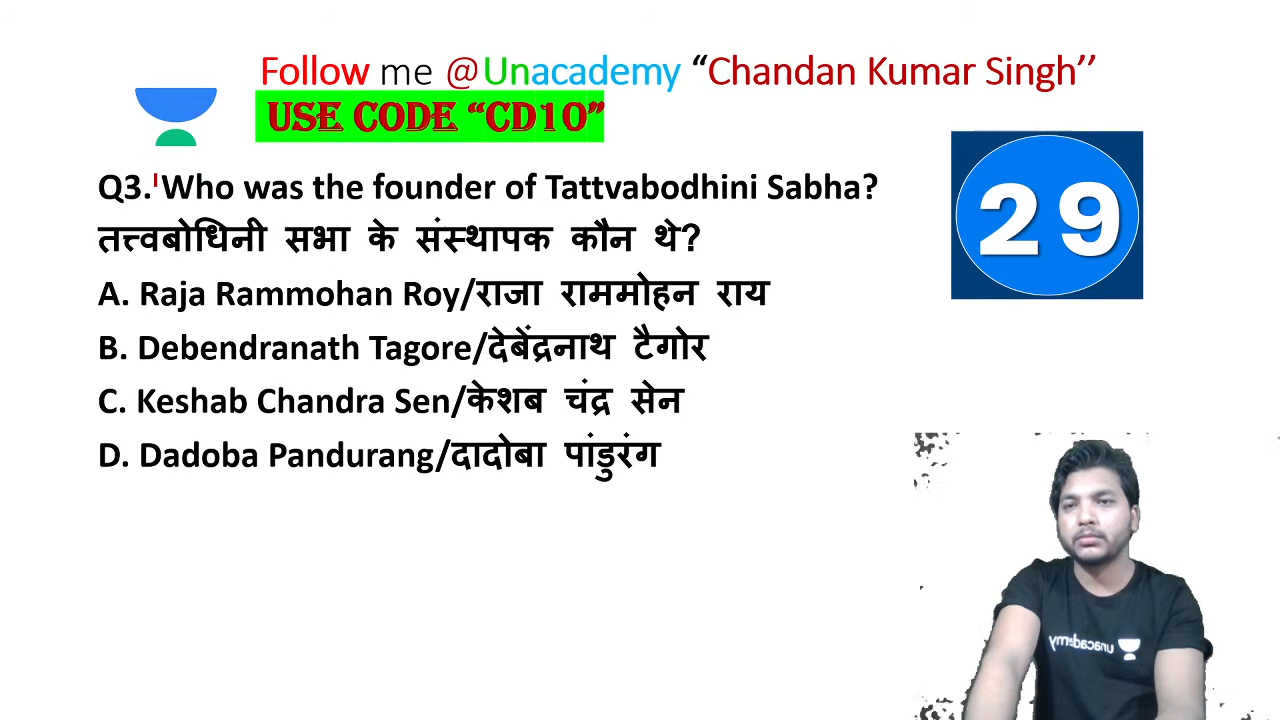 Follow me @Unacademy “Chandan Kumar Singh’’
USE CODE “CD10”
Q3. Who was the founder of Tattvabodhini Sabha?
तत्त्वबोधिनी सभा के संस्थापक कौन थे?
A. Raja Rammohan Roy/राजा राममोहन राय
B. Debendranath Tagore/देबेंद्रनाथ टैगोर
C. Keshab Chandra Sen/केशब चंद्र सेन
D. Dadoba Pandurang/दादोबा पांडुरंग
29
unacademy